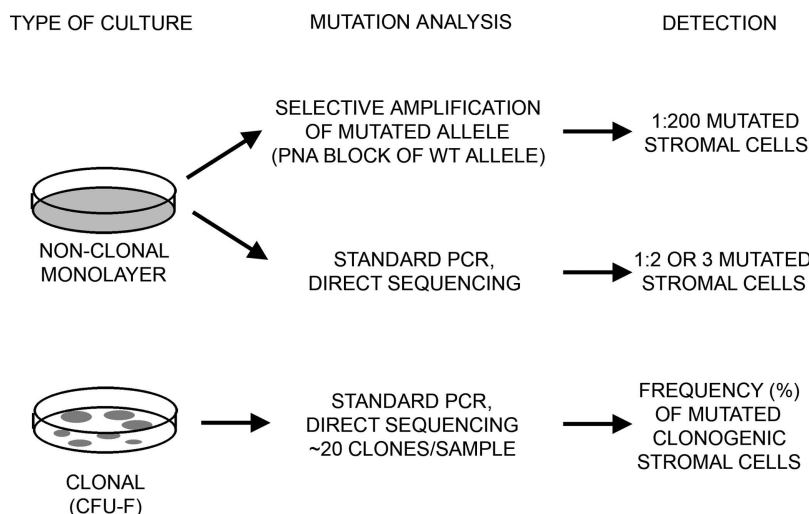 TYPE OF CULTURE
MUTATION ANALYSIS
DETECTION
SELECTIVE AMPLIFICATION
OF MUTATED ALLELE
(PNA BLOCK OF WT ALLELE)
1:200 MUTATED
STROMAL CELLS
NON-CLONAL
MONOLAYER
STANDARD PCR,
DIRECT SEQUENCING
1:2 OR 3 MUTATED
STROMAL CELLS
CLONAL
(CFU-F)
STANDARD PCR,
DIRECT SEQUENCING
~20 CLONES/SAMPLE
FREQUENCY (%)
OF MUTATED
CLONOGENIC
STROMAL CELLS